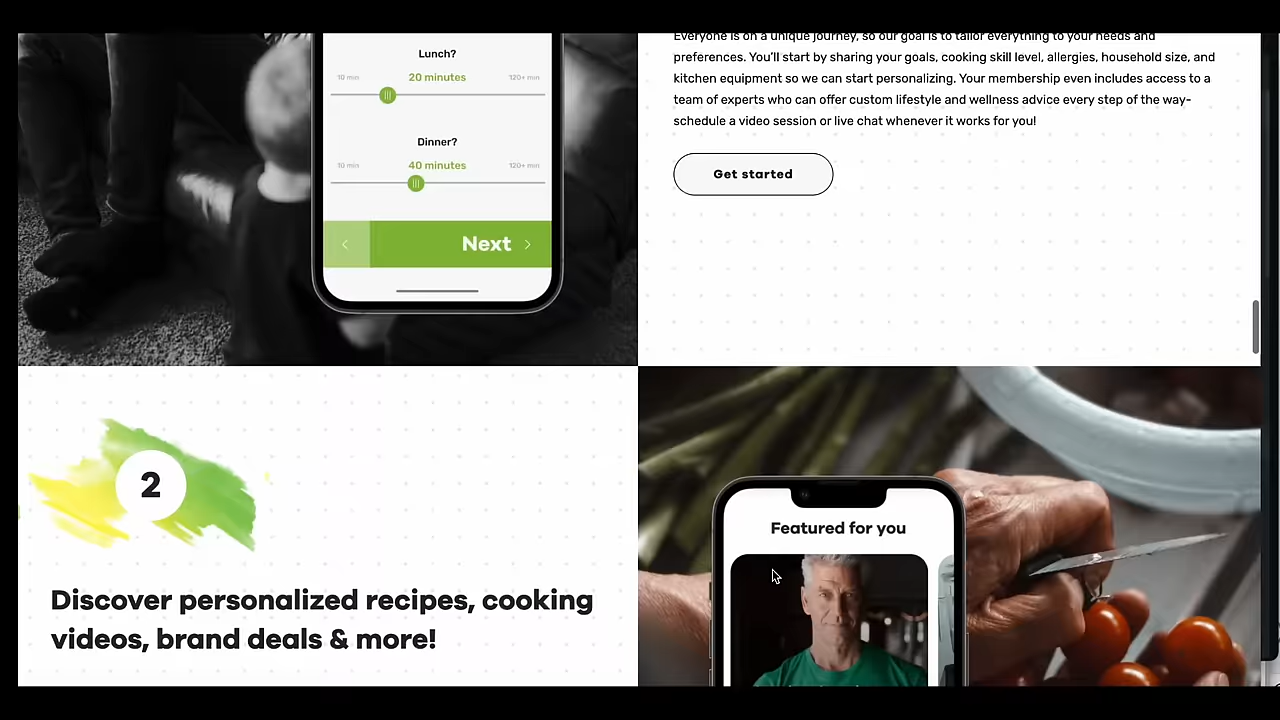 Lunch?
10 min 20 minutes 120+ min
Dinner?
10 min 40 minutes 120+ min
Next
Everyone is on a unique journey, so our goal is to tailor everything to your needs and
preferences. You'll start by sharing your goals, cooking skill level, allergies, household size, and
kitchen equipment so we can start personalizing. Your membership even includes access to a
team of experts who can offer custom lifestyle and wellness advice every step of the way-
schedule a video session or live chat whenever it works for you!
Get started
2
Discover personalized recipes, cooking
videos, brand deals & more!
Featured for you